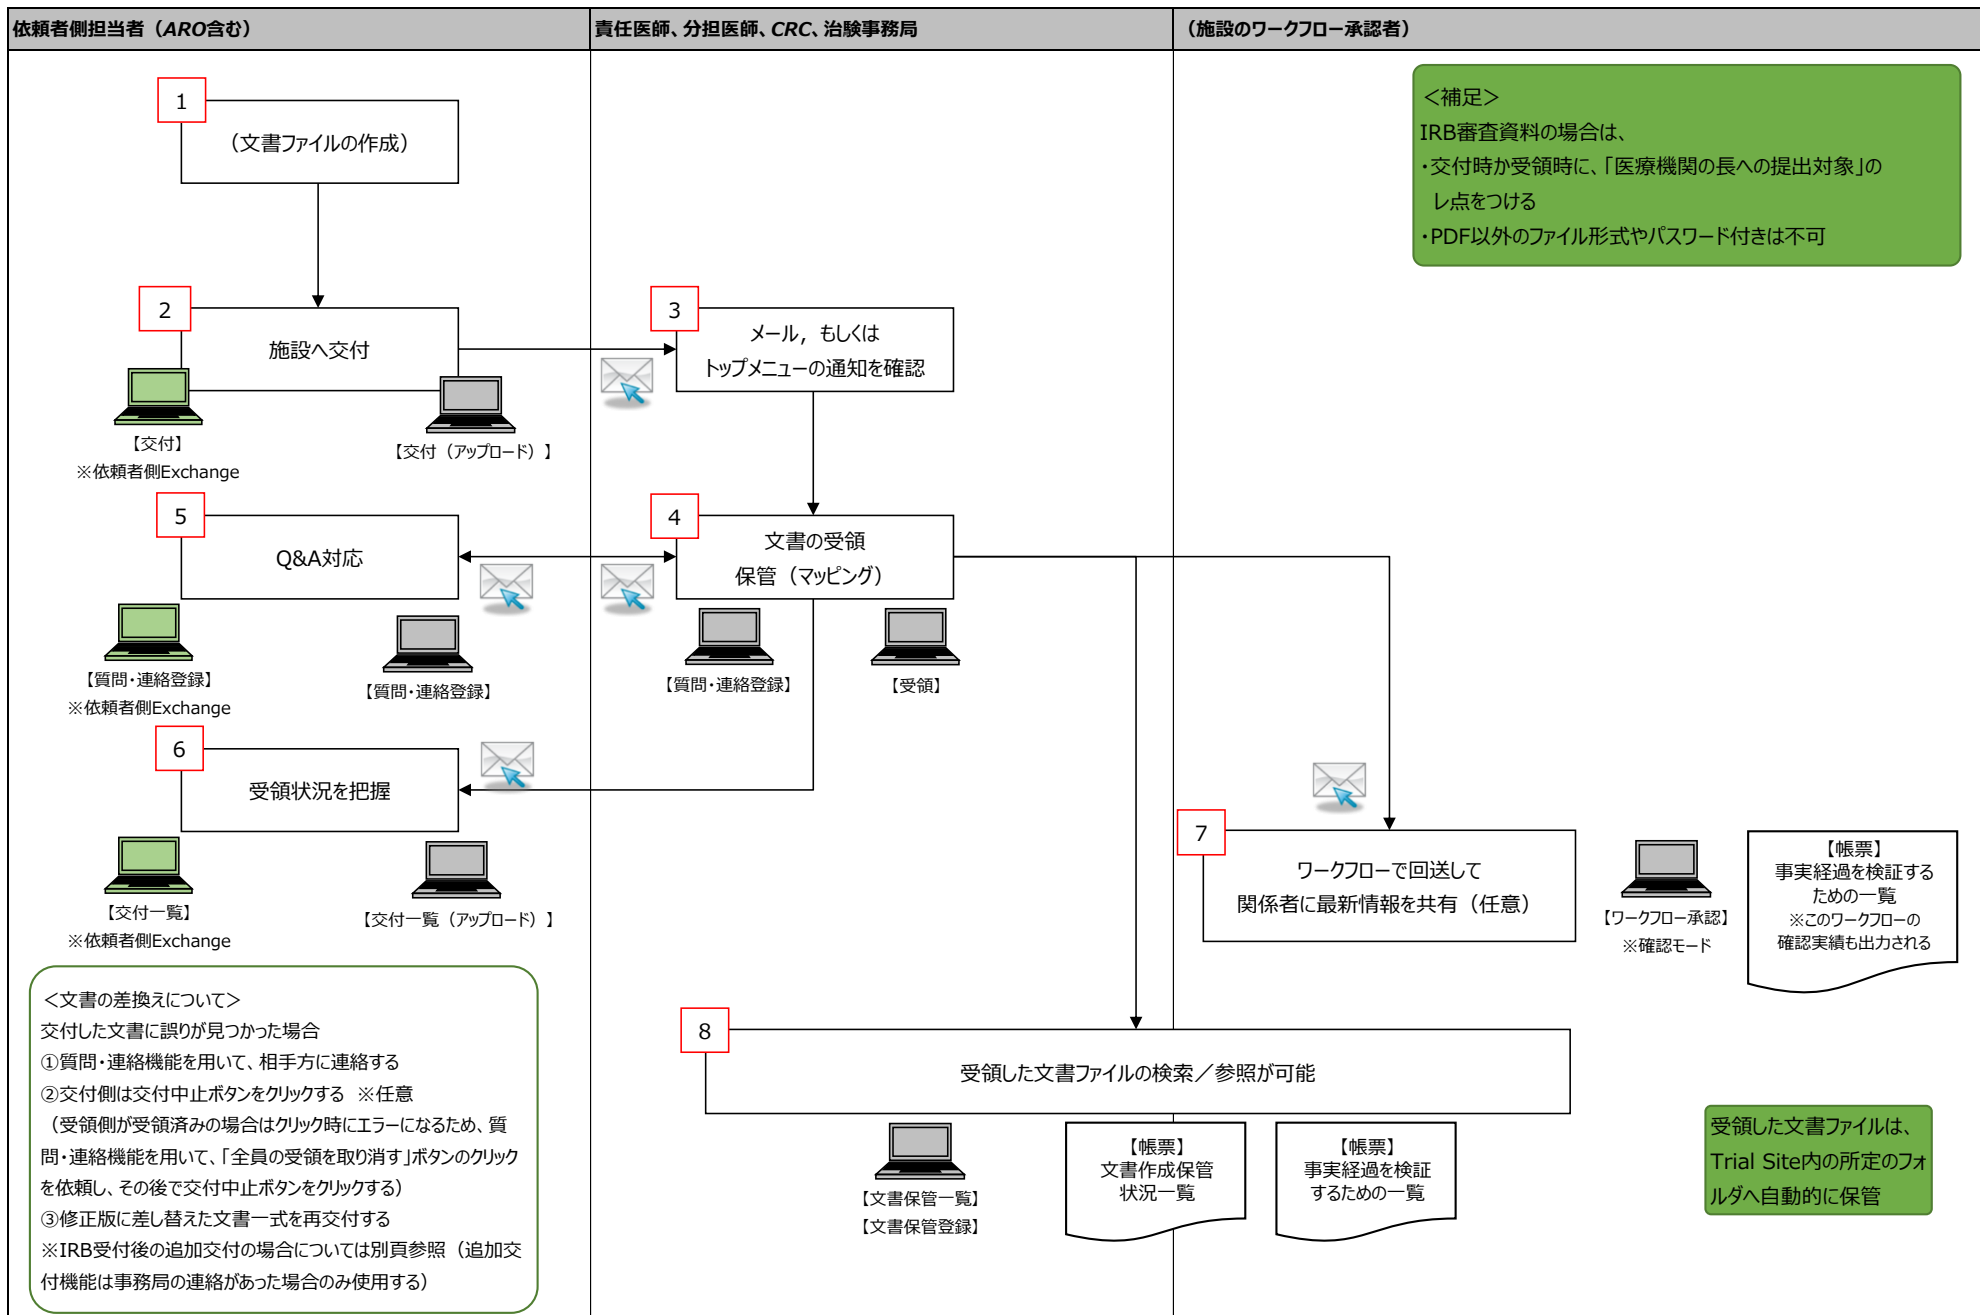 依頼者側担当者（ARO含む）
責任医師、分担医師、CRC、治験事務局
（施設のワークフロー承認者）
1
（文書ファイルの作成）
＜補足＞
IRB審査資料の場合は、
・交付時か受領時に、「医療機関の長への提出対象」の
レ点をつける
・PDF以外のファイル形式やパスワード付きは不可
2
施設へ交付
【交付】
※依頼者側Exchange
【交付（アップロード）】
3
メール，もしくは
トップメニューの通知を確認
4
文書の受領
保管（マッピング）
【質問・連絡登録】
【受領】
5
Q&A対応
【質問・連絡登録】
※依頼者側Exchange
【質問・連絡登録】
6
受領状況を把握
【交付一覧】
※依頼者側Exchange
【交付一覧（アップロード）】
7
ワークフローで回送して
関係者に最新情報を共有（任意）
【ワークフロー承認】
※確認モード
【帳票】
事実経過を検証する
ための一覧
※このワークフローの
確認実績も出力される
＜文書の差換えについて＞
交付した文書に誤りが見つかった場合
①質問・連絡機能を用いて、相手方に連絡する
②交付側は交付中止ボタンをクリックする　※任意
（受領側が受領済みの場合はクリック時にエラーになるため、質
問・連絡機能を用いて、「全員の受領を取り消す」ボタンのクリック
を依頼し、その後で交付中止ボタンをクリックする）
③修正版に差し替えた文書一式を再交付する
※IRB受付後の追加交付の場合については別頁参照（追加交
付機能は事務局の連絡があった場合のみ使用する）
8
受領した文書ファイルの検索／参照が可能
【文書保管一覧】
【文書保管登録】
【帳票】
文書作成保管
状況一覧
【帳票】
事実経過を検証
するための一覧
受領した文書ファイルは、
Trial Site内の所定のフォ
ルダへ自動的に保管